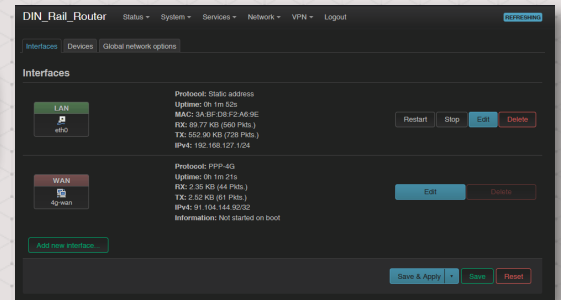 DIN_Rail_Router Status System Services Network VPN Logout REFRESHING
Interfaces Devices Global network options
Interfaces
LAN
eth0
Protocol: Static address
Uptime: 0h 1m 52s
MAC: 3A:BF:D8:F2:A6:9E
RX: 89.77 KB (560 Pkts.)
TX: 552.90 KB (728 Pkts.)
IPv4: 192.168.127.1/24
Restart Stop Edit Delete
WAN
4g-wan
Protocol: PPP-4G
Uptime: 0h 1m 21s
RX: 2.35 KB (44 Pkts.)
TX: 2.52 KB (61 Pkts.)
IPv4: 91.104.144.92/32
Information: Not started on boot
Edit Delete
Add new interface...
Save & Apply Save Reset